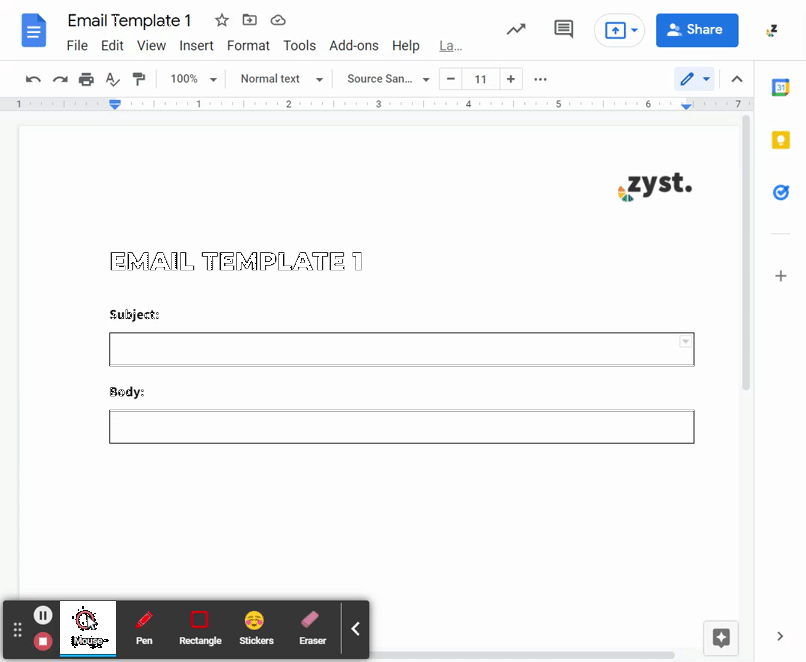 Email Template 1
File Edit View Insert Format Tools Add-ons Help La...
Share
z
100% Normal text Source San... − 11 + ...
1 1 2 3 4 5 6 7
31
zyst.
EMAIL TEMPLATE 1
Subject:
Body:
Mouse
Pen
Rectangle
Stickers
Eraser